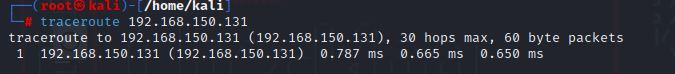 ┌──(root㉿kali)-[/home/kali]
└─# traceroute 192.168.150.131
traceroute to 192.168.150.131 (192.168.150.131), 30 hops max, 60 byte packets
 1  192.168.150.131 (192.168.150.131)  0.787 ms  0.665 ms  0.650 ms